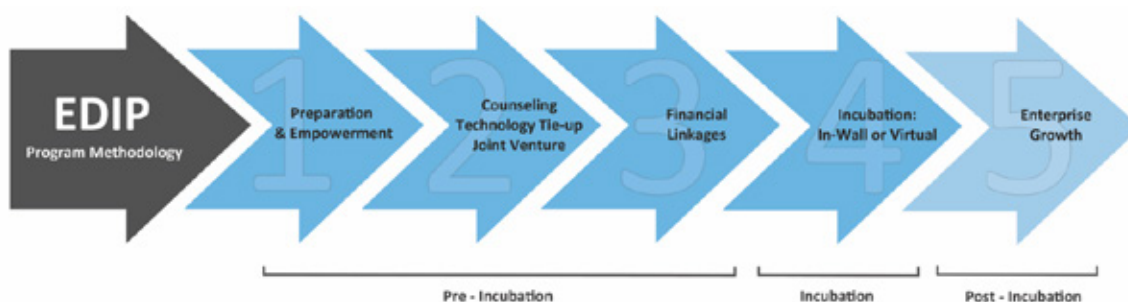 EDIP
Program Methodology
1
Preparation
& Empowerment
2
Counseling
Technology Tie-up
Joint Venture
3
Financial
Linkages
4
Incubation:
In-Wall or Virtual
5
Enterprise
Growth
Pre - Incubation
Incubation
Post - Incubation